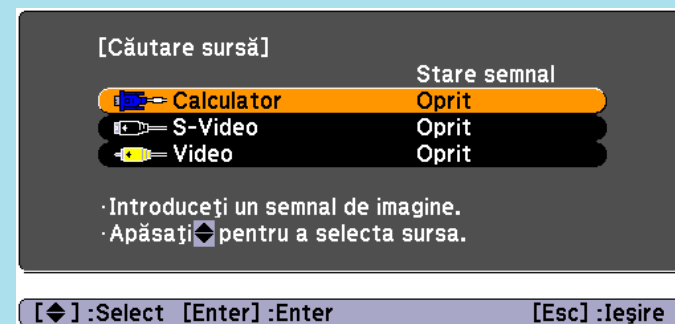 [Căutare sursă]
Stare semnal
Calculator Oprit
S-Video Oprit
Video Oprit
·Introduceţi un semnal de imagine.
·Apăsaţi pentru a selecta sursa.
[ ] :Select [Enter] :Enter [Esc] :Ieşire